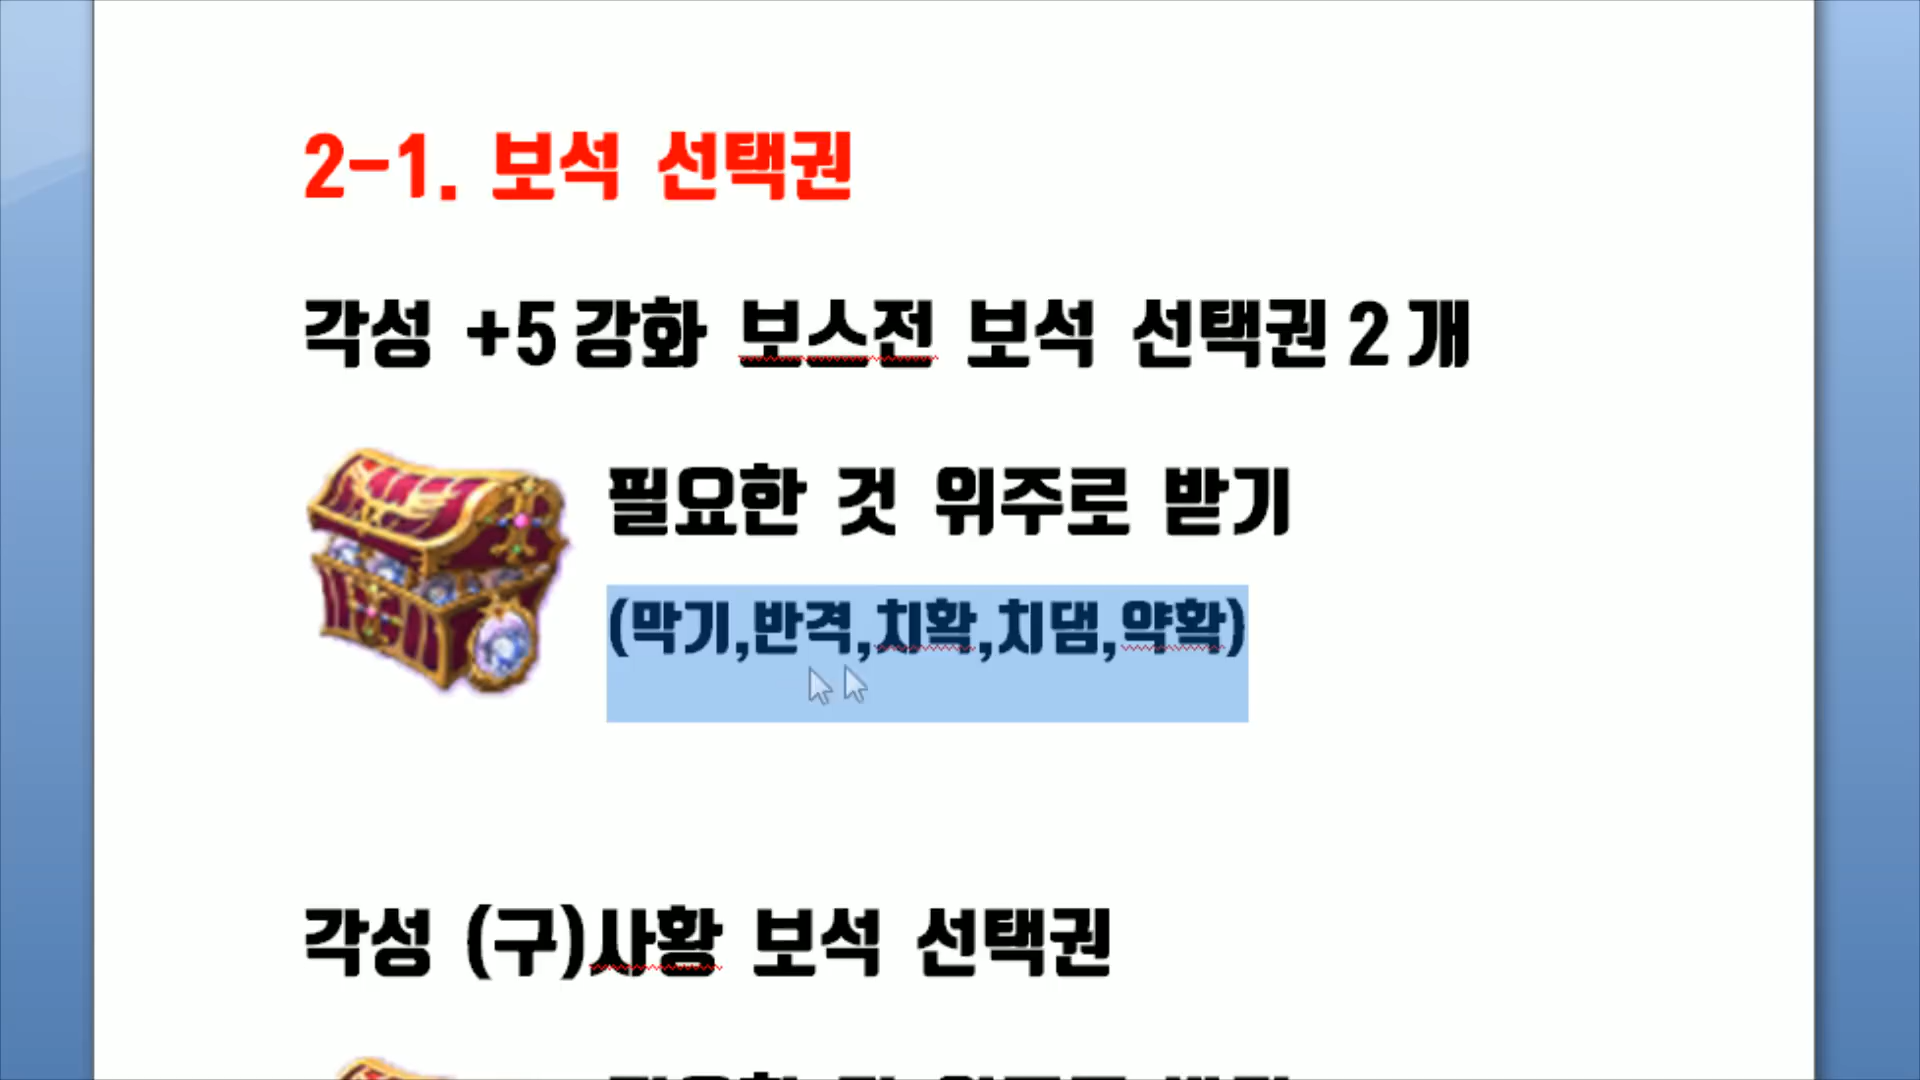 2-1. 보석 선택권
각성 +5강화 보스전 보석 선택권2개
필요한 것 위주로 받기
(막기,반격,치확,치댐,약확)
각성 (구)사황 보석 선택권